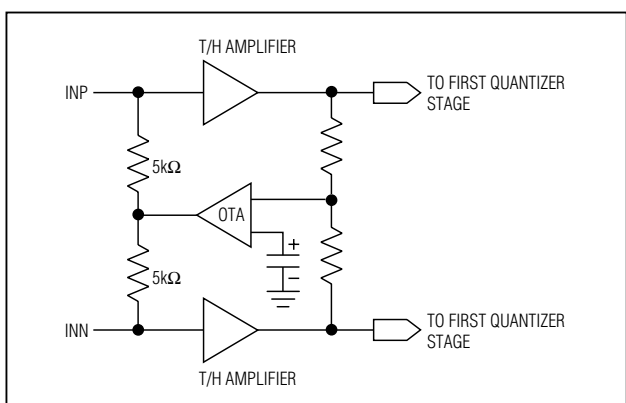 T/H AMPLIFIER
INP
TO FIRST QUANTIZER
STAGE
5kΩ
OTA
+
−
5kΩ
INN
TO FIRST QUANTIZER
STAGE
T/H AMPLIFIER